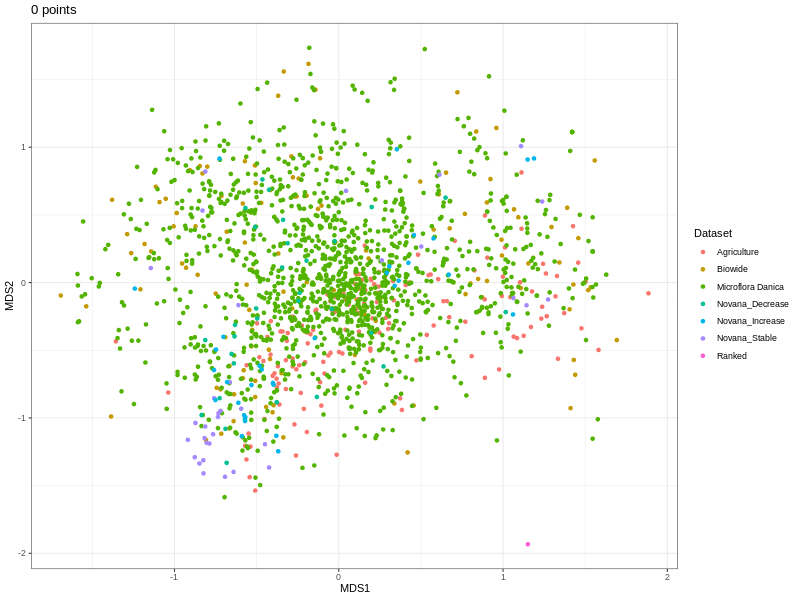 0 points
MDS2
1
0
-1
-2
-1
0
1
2
MDS1
Dataset
Agriculture
Biowide
Microflora Danica
Novana_Decrease
Novana_Increase
Novana_Stable
Ranked